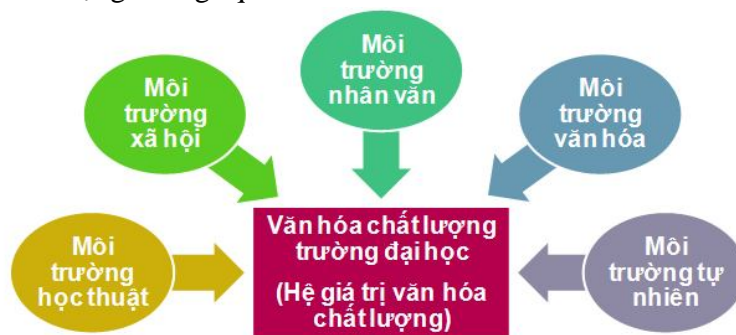 Môi
trường
nhân văn
Môi
trường
xã hội
Môi
trường
văn hóa
Môi
trường
học thuật
Văn hóa chất lượng
trường đại học
(Hệ giá trị văn hóa
chất lượng)
Môi
trường tự
nhiên